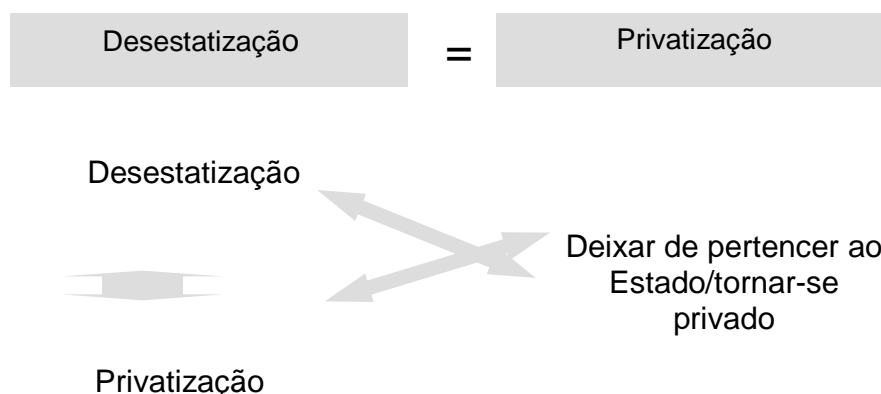 Desestatização = Privatização
Desestatização
Deixar de pertencer ao
Estado/tornar-se
privado
Privatização